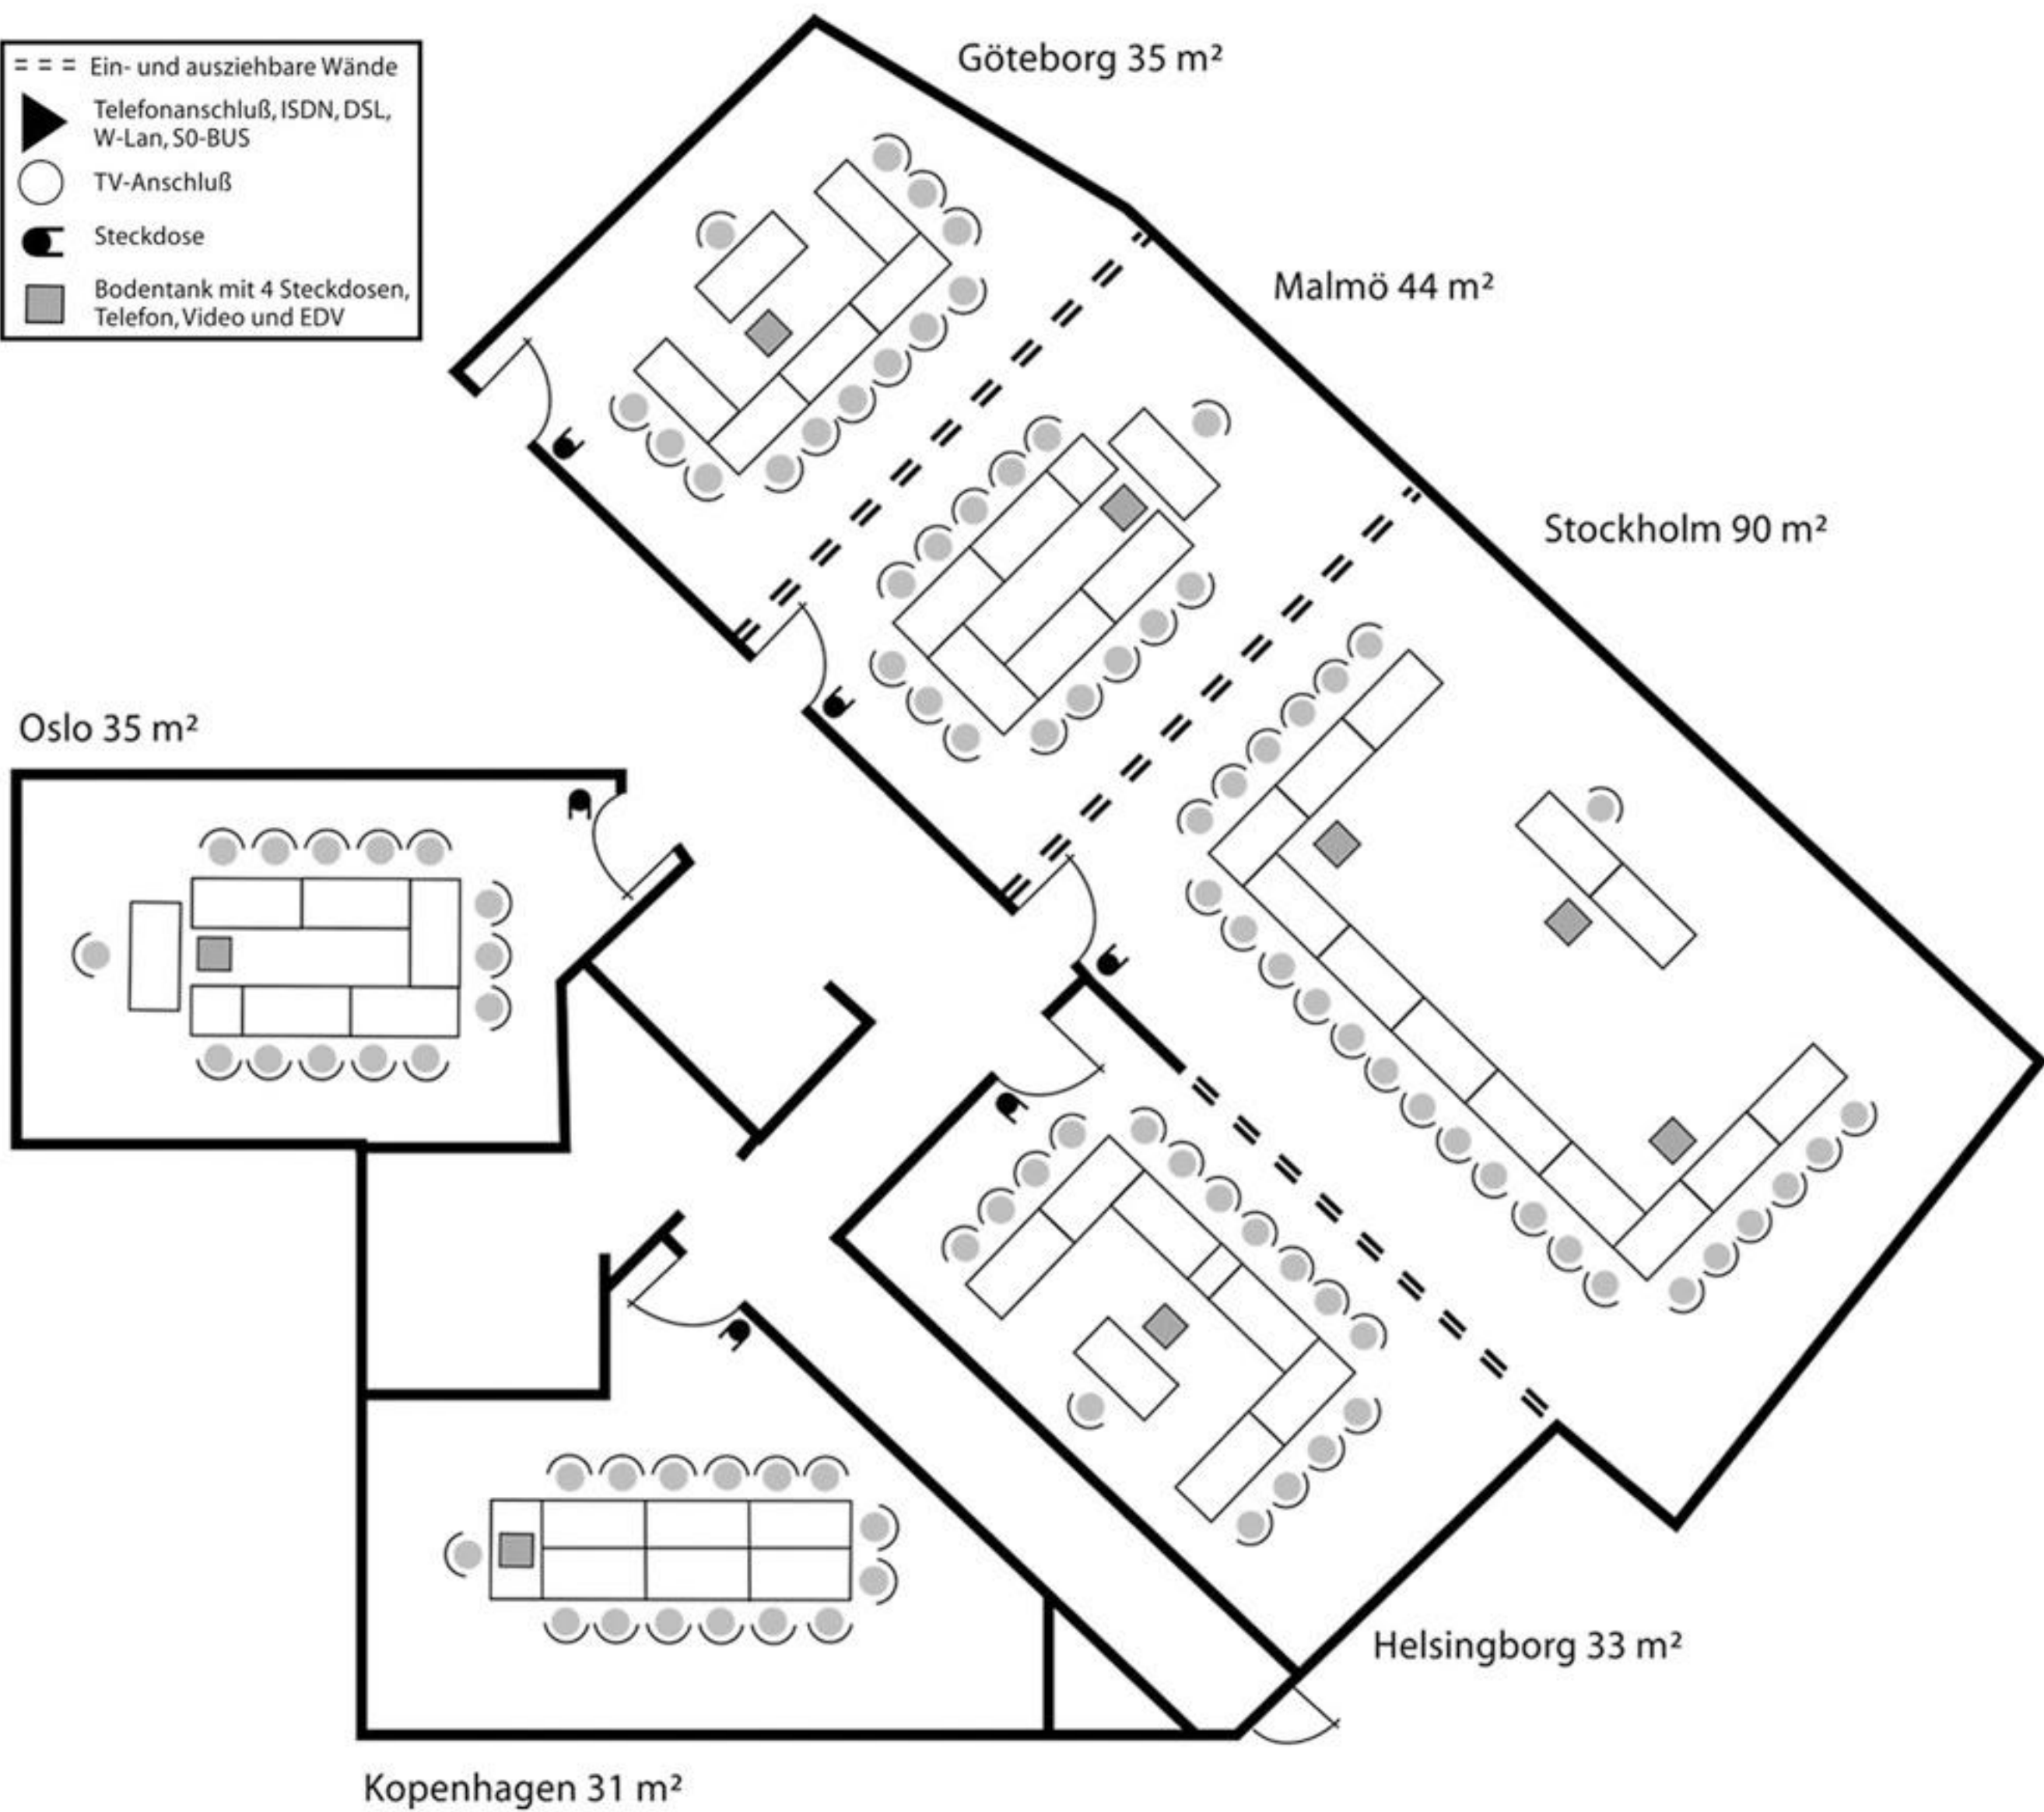 Ein- und ausziehbare Wände
Telefonanschluß, ISDN, DSL,
W-Lan, S0-BUS
TV-Anschluß
Steckdose
Bodentank mit 4 Steckdosen,
Telefon, Video und EDV
Göteborg 35 m²
Malmö 44 m²
Stockholm 90 m²
Oslo 35 m²
Helsingborg 33 m²
Kopenhagen 31 m²